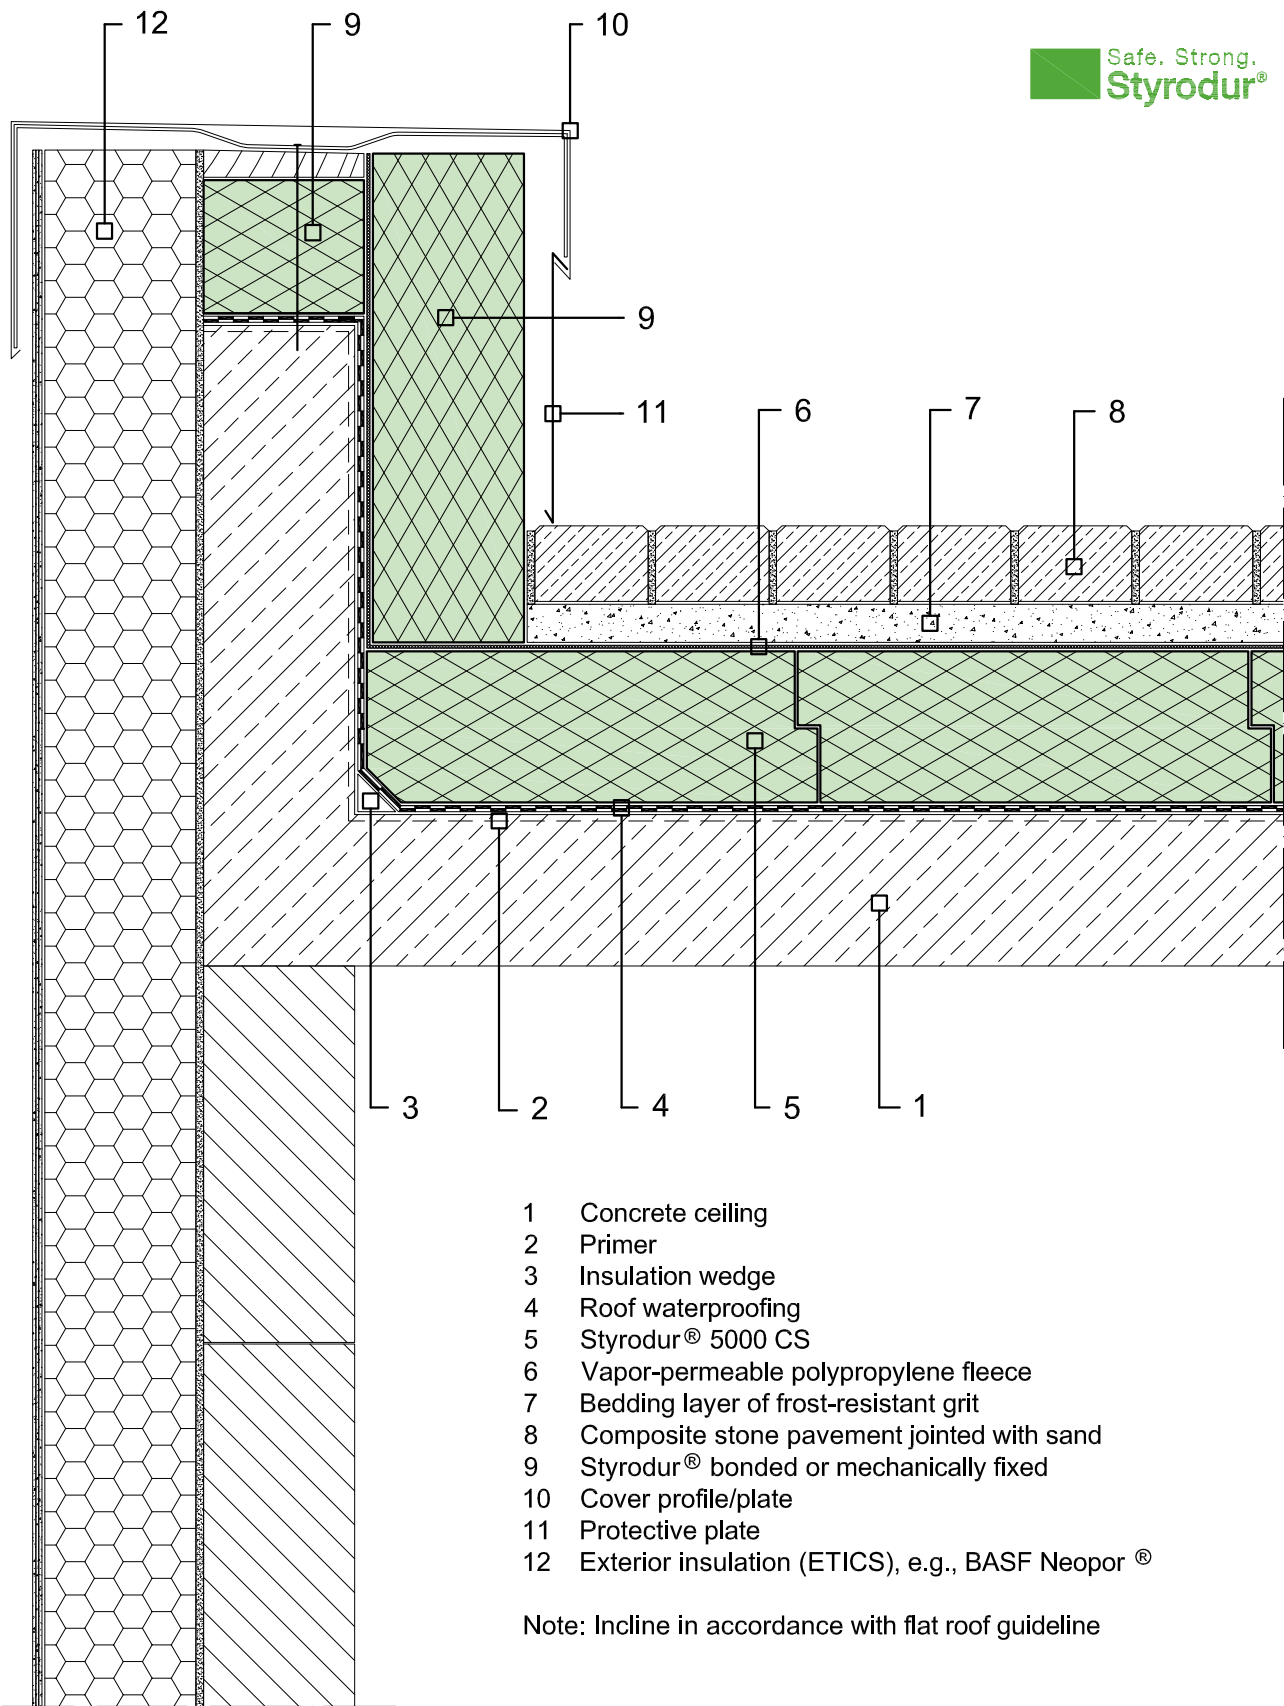 12
9
10
Safe. Strong.
Styrodur®
9
11
6
7
8
3
2
4
5
1
1 Concrete ceiling
2 Primer
3 Insulation wedge
4 Roof waterproofing
5 Styrodur® 5000 CS
6 Vapor-permeable polypropylene fleece
7 Bedding layer of frost-resistant grit
8 Composite stone pavement jointed with sand
9 Styrodur® bonded or mechanically fixed
10 Cover profile/plate
11 Protective plate
12 Exterior insulation (ETICS), e.g., BASF Neopor ®
Note: Incline in accordance with flat roof guideline